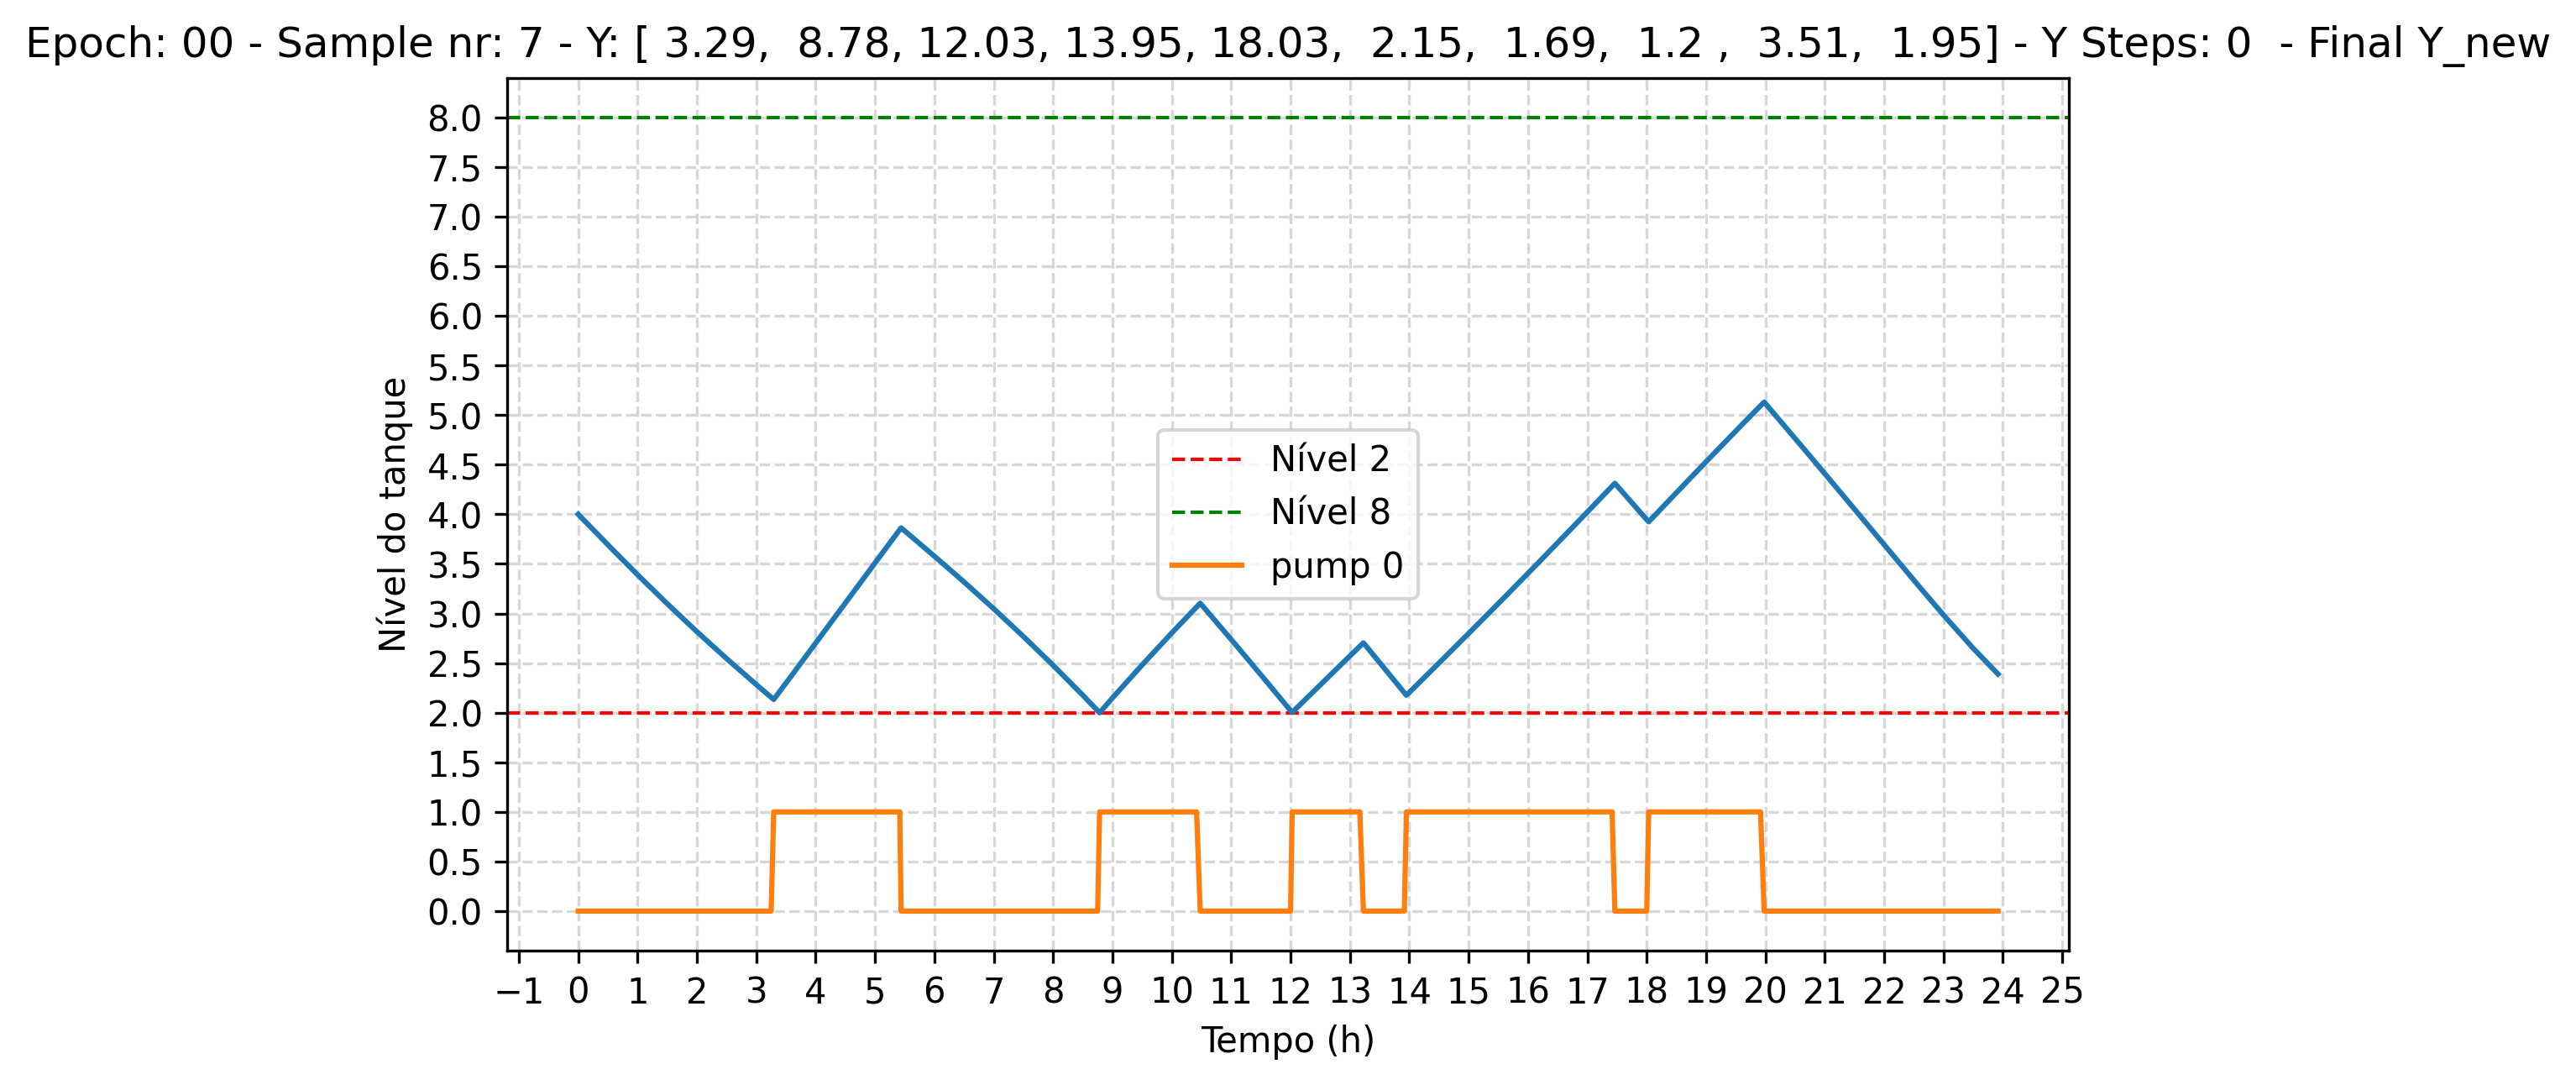 Epoch: 00 - Sample nr: 7 - Y: [ 3.29,  8.78, 12.03, 13.95, 18.03,  2.15,  1.69,  1.2 ,  3.51,  1.95] - Y Steps: 0  - Final Y_new
8.0
7.5
7.0
6.5
6.0
5.5
5.0
4.5
4.0
3.5
3.0
2.5
2.0
1.5
1.0
0.5
0.0
Nível do tanque
Nível 2
Nível 8
pump 0
−1 0 1 2 3 4 5 6 7 8 9 10 11 12 13 14 15 16 17 18 19 20 21 22 23 24 25
Tempo (h)